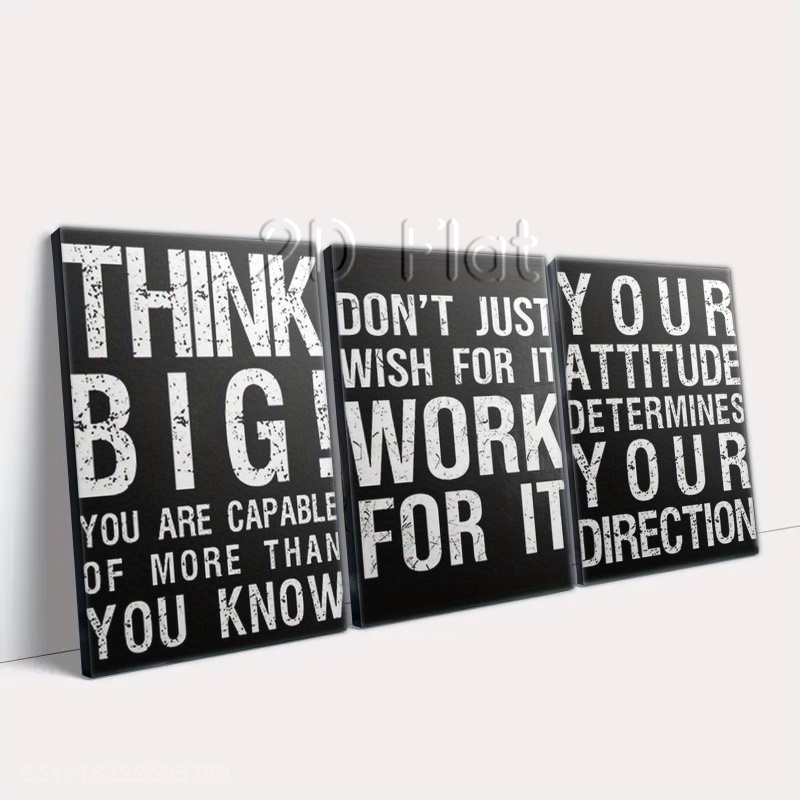 2D Flat
THINK
BIG!
YOU ARE CAPABLE
OF MORE THAN
YOU KNOW
DON'T JUST
WISH FOR IT
WORK
FOR IT
YOUR
ATTITUDE
DETERMINES
YOUR
DIRECTION
634418222598799